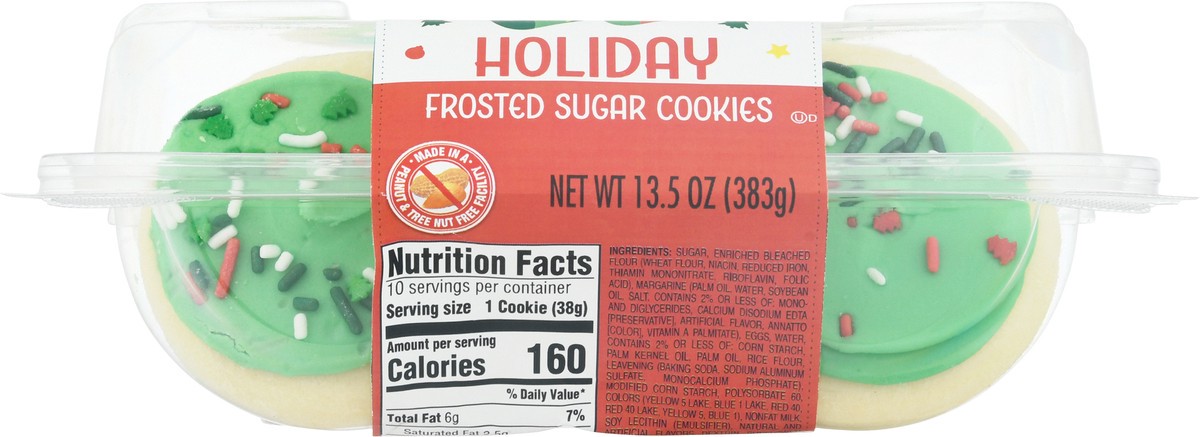 HOLIDAY
FROSTED SUGAR COOKIES ⓊD
MADE IN A
PEANUT & TREE NUT FREE FACILITY
NET WT 13.5 OZ (383g)
Nutrition Facts
10 servings per container
Serving size 1 Cookie (38g)
Amount per serving
Calories 160
% Daily Value*
Total Fat 6g 7%
Saturated Fat 2.5g
INGREDIENTS: SUGAR, ENRICHED BLEACHED
FLOUR (WHEAT FLOUR, NIACIN, REDUCED IRON,
THIAMIN MONONITRATE, RIBOFLAVIN, FOLIC
ACID), MARGARINE (PALM OIL, WATER, SOYBEAN
OIL, SALT, CONTAINS 2% OR LESS OF: MONO-
AND DIGLYCERIDES, CALCIUM DISODIUM EDTA
[PRESERVATIVE], ARTIFICIAL FLAVOR, ANNATTO
[COLOR], VITAMIN A PALMITATE), EGGS, WATER,
CONTAINS 2% OR LESS OF: CORN STARCH,
PALM KERNEL OIL, PALM OIL, RICE FLOUR,
LEAVENING (BAKING SODA, SODIUM ALUMINUM
SULFATE, MONOCALCIUM PHOSPHATE),
MODIFIED CORN STARCH, POLYSORBATE 60,
COLORS (YELLOW 5 LAKE, BLUE 1 LAKE, RED 40,
RED 40 LAKE, YELLOW 5, BLUE 1), NONFAT MILK,
SOY LECITHIN (EMULSIFIER), NATURAL AND
ARTIFICIAL FLAVORS,